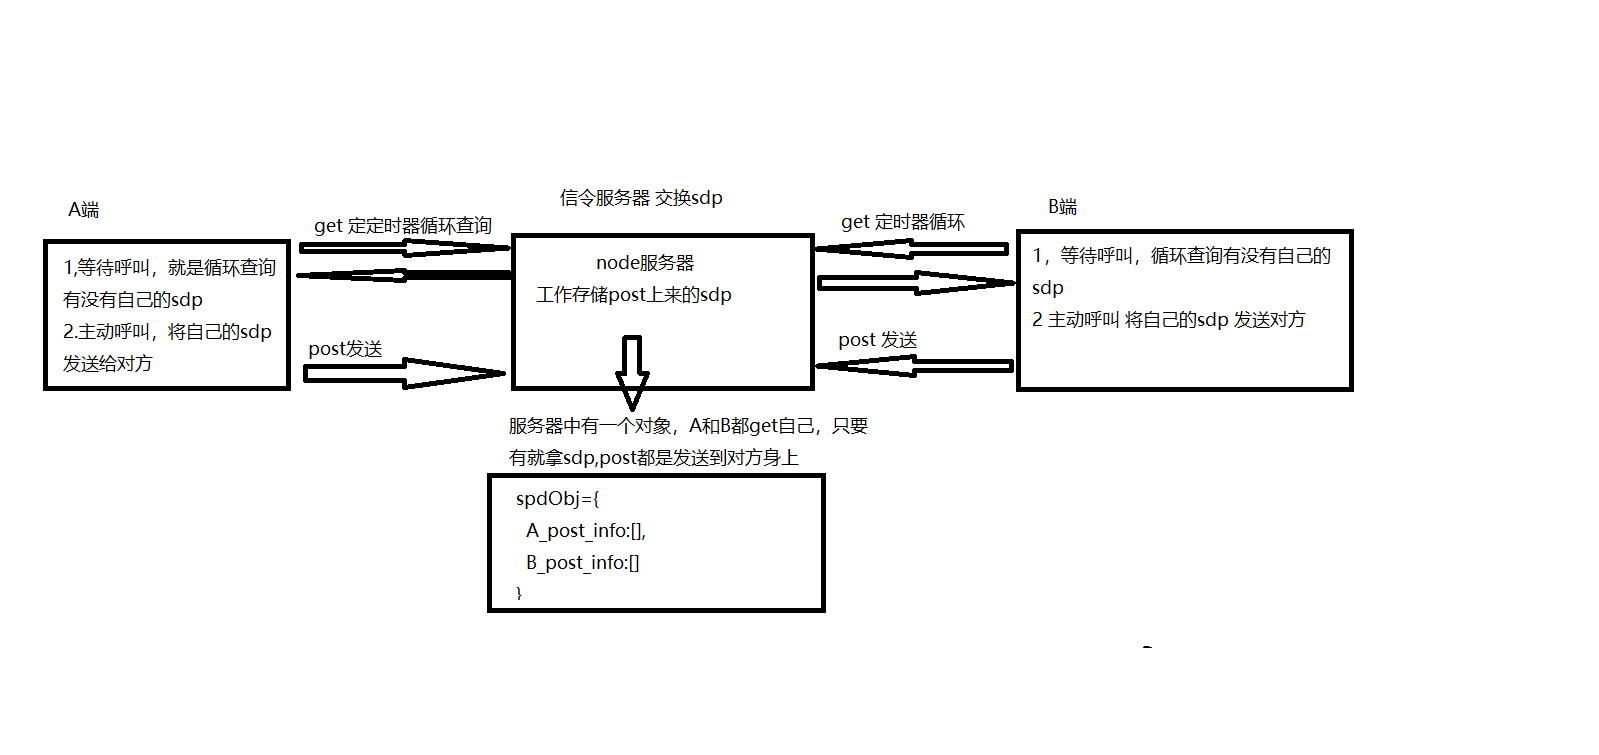 信令服务器 交换sdp
A端
get 定定时器循环查询
1,等待呼叫，就是循环查询
有没有自己的sdp
2.主动呼叫，将自己的sdp
发送给对方
post发送
node服务器
工作存储post上来的sdp
get 定时器循环
post 发送
B端
1，等待呼叫，循环查询有没有自己的
sdp
2 主动呼叫 将自己的sdp 发送对方
服务器中有一个对象，A和B都get自己，只要
有就拿sdp,post都是发送到对方身上
spdObj={
A_post_info:[],
B_post_info:[]
}